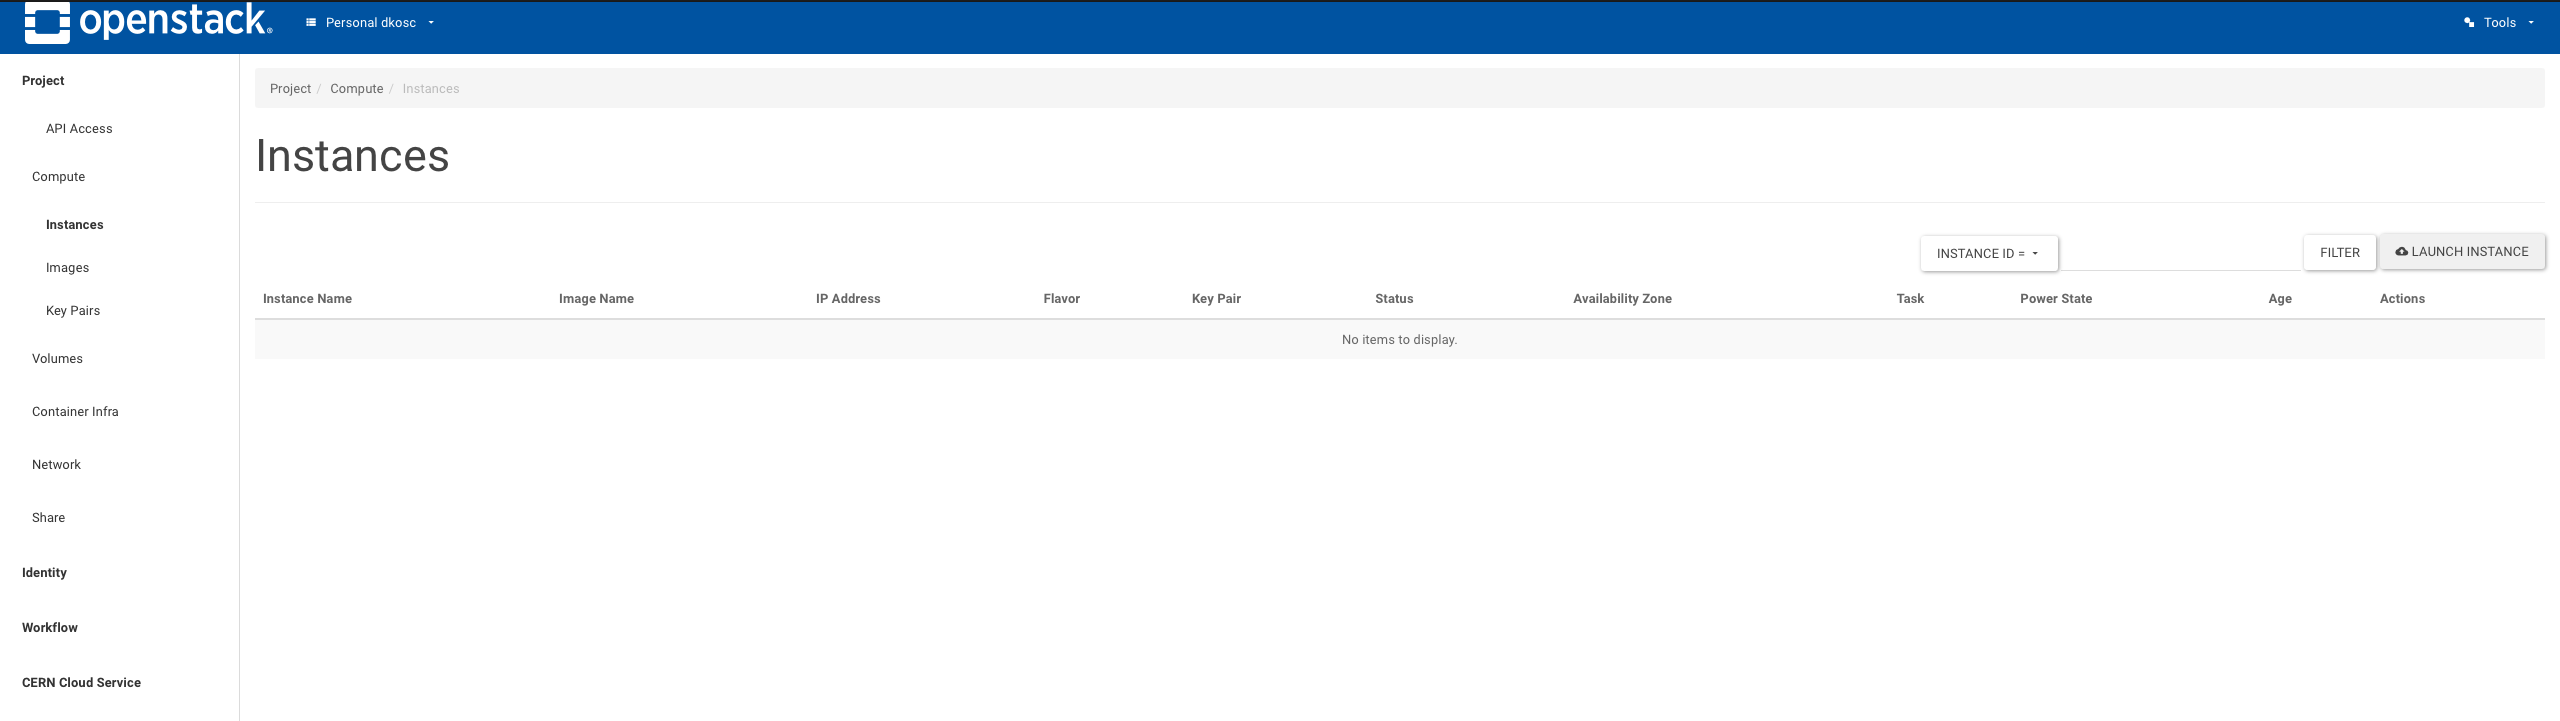 openstack®
Personal dkosc
Tools
Project
API Access
Compute
Instances
Images
Key Pairs
Volumes
Container Infra
Network
Share
Identity
Workflow
CERN Cloud Service
Project / Compute / Instances
Instances
INSTANCE ID = FILTER LAUNCH INSTANCE
Instance Name Image Name IP Address Flavor Key Pair Status Availability Zone Task Power State Age Actions
No items to display.